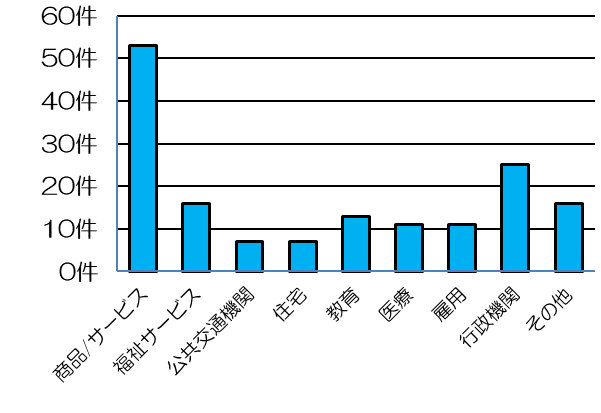 60件
50件
40件
30件
20件
10件
0件
商品/サービス
福祉サービス
公共交通機関
住宅
教育
医療
雇用
行政機関
その他